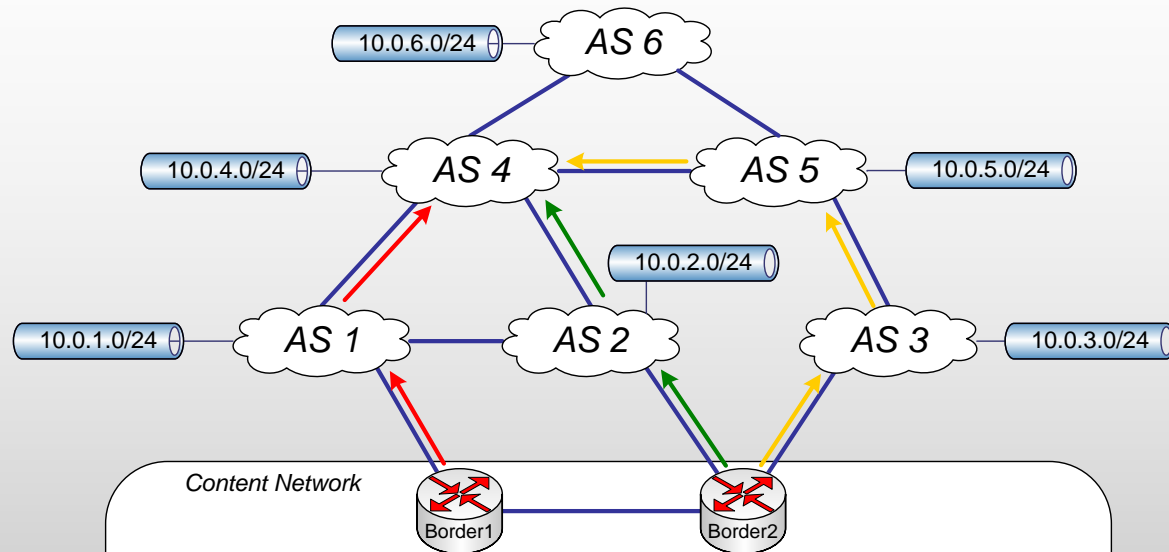 10.0.6.0/24
AS 6
10.0.4.0/24
AS 4
AS 5
10.0.5.0/24
10.0.2.0/24
10.0.1.0/24
AS 1
AS 2
AS 3
10.0.3.0/24
Content Network
Border1
Border2